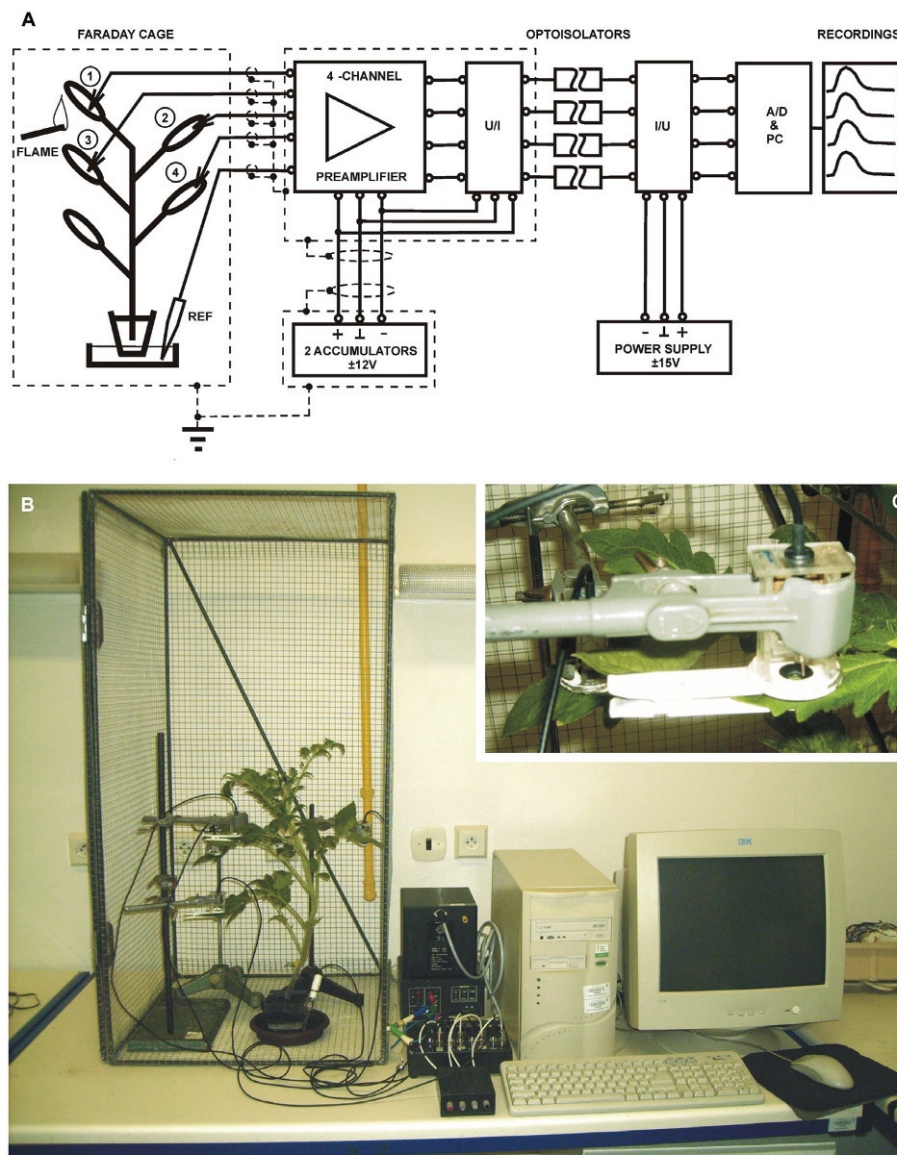 A
FARADAY CAGE
OPTOISOLATORS
RECORDINGS
1
2
3
4
FLAME
REF
4 -CHANNEL
PREAMPLIFIER
U/I
I/U
A/D
&
PC
+ ⊥ -
2 ACCUMULATORS
±12V
- ⊥ +
POWER SUPPLY
±15V
B
C
IBM